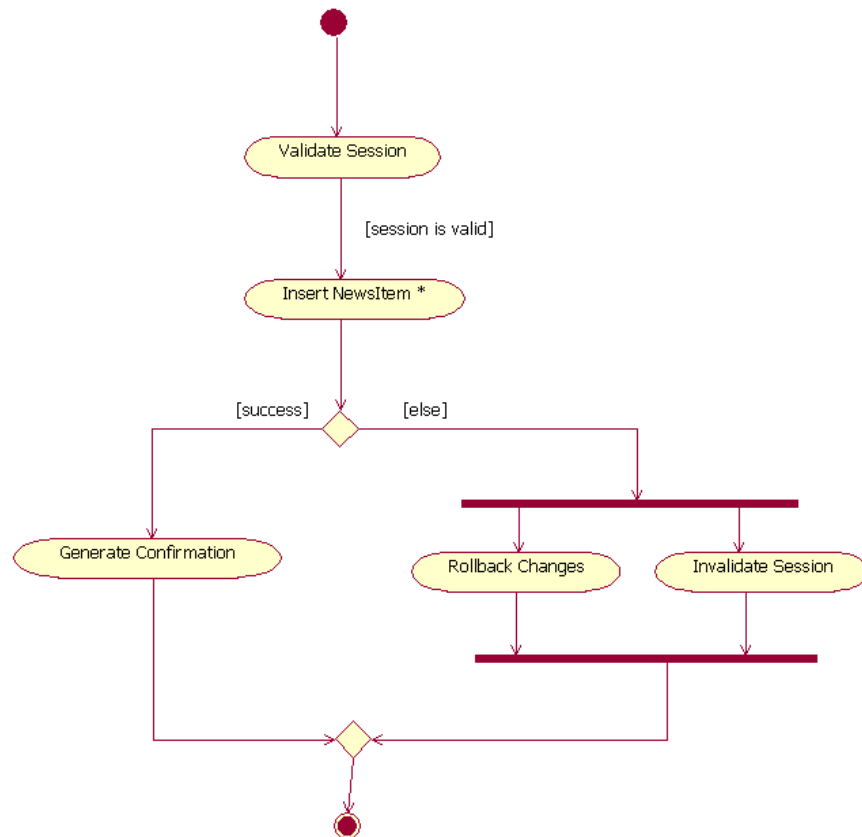 Validate Session
[session is valid]
Insert NewsItem *
[success]
[else]
Generate Confirmation
Rollback Changes
Invalidate Session